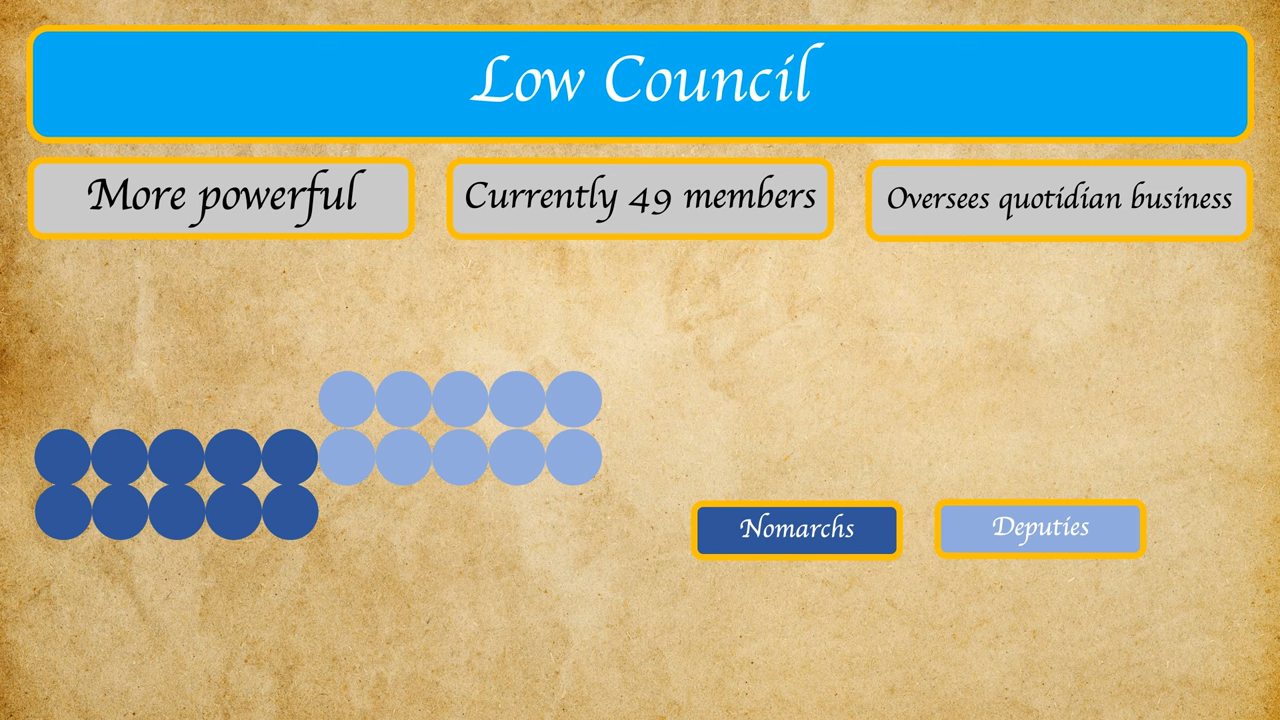 Low Council
More powerful
Currently 49 members
Oversees quotidian business
Nomarchs
Deputies